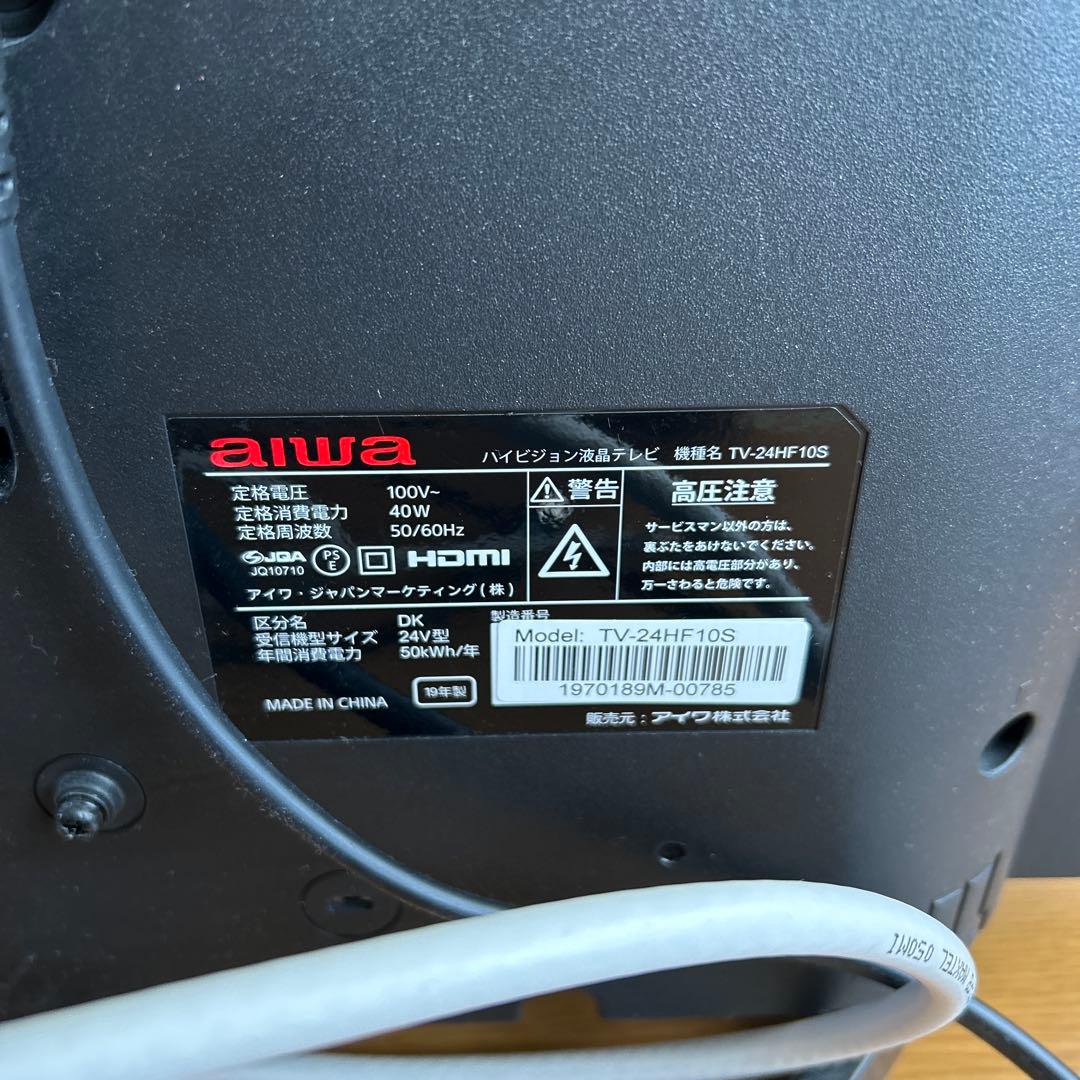 aiwa
ハイビジョン液晶テレビ 機種名 TV-24HF10S
定格電圧 100V~
定格消費電力 40W
定格周波数 50/60Hz
JQA
JQ10710
PS
E
HDMI
アイワ・ジャパンマーケティング(株)
警告
高圧注意
サービスマン以外の方は、
裏ぶたをあけないでください。
内部には高電圧部分があり、
万一さわると危険です。
区分名 DK
受信機型サイズ 24V型
年間消費電力 50kWh/年
MADE IN CHINA
19年製
製造番号
Model: TV-24HF10S
1970189M-00785
販売元:アイワ株式会社
MAXTEL 050MI